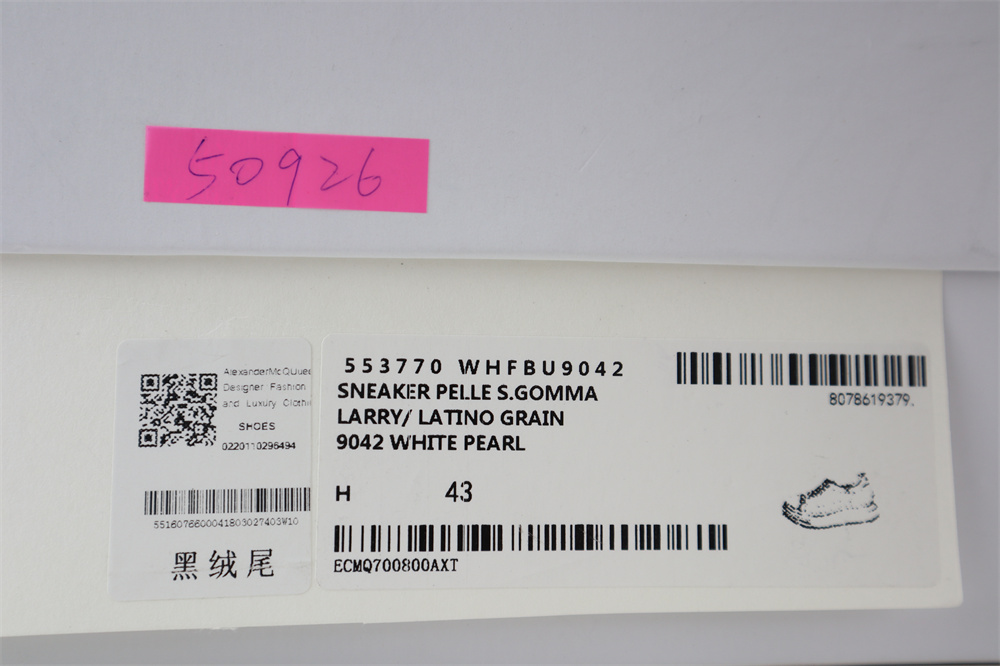 50926
AlexanderMcQuuee
Designer Fashion
and Luxury Clothi
SHOES
0220110296494
5516076600041803027403W10
黑绒尾
553770 WHFBU9042
SNEAKER PELLE S.GOMMA
LARRY/ LATINO GRAIN
9042 WHITE PEARL
8078619379.
H 43
ECMQ700800AXT